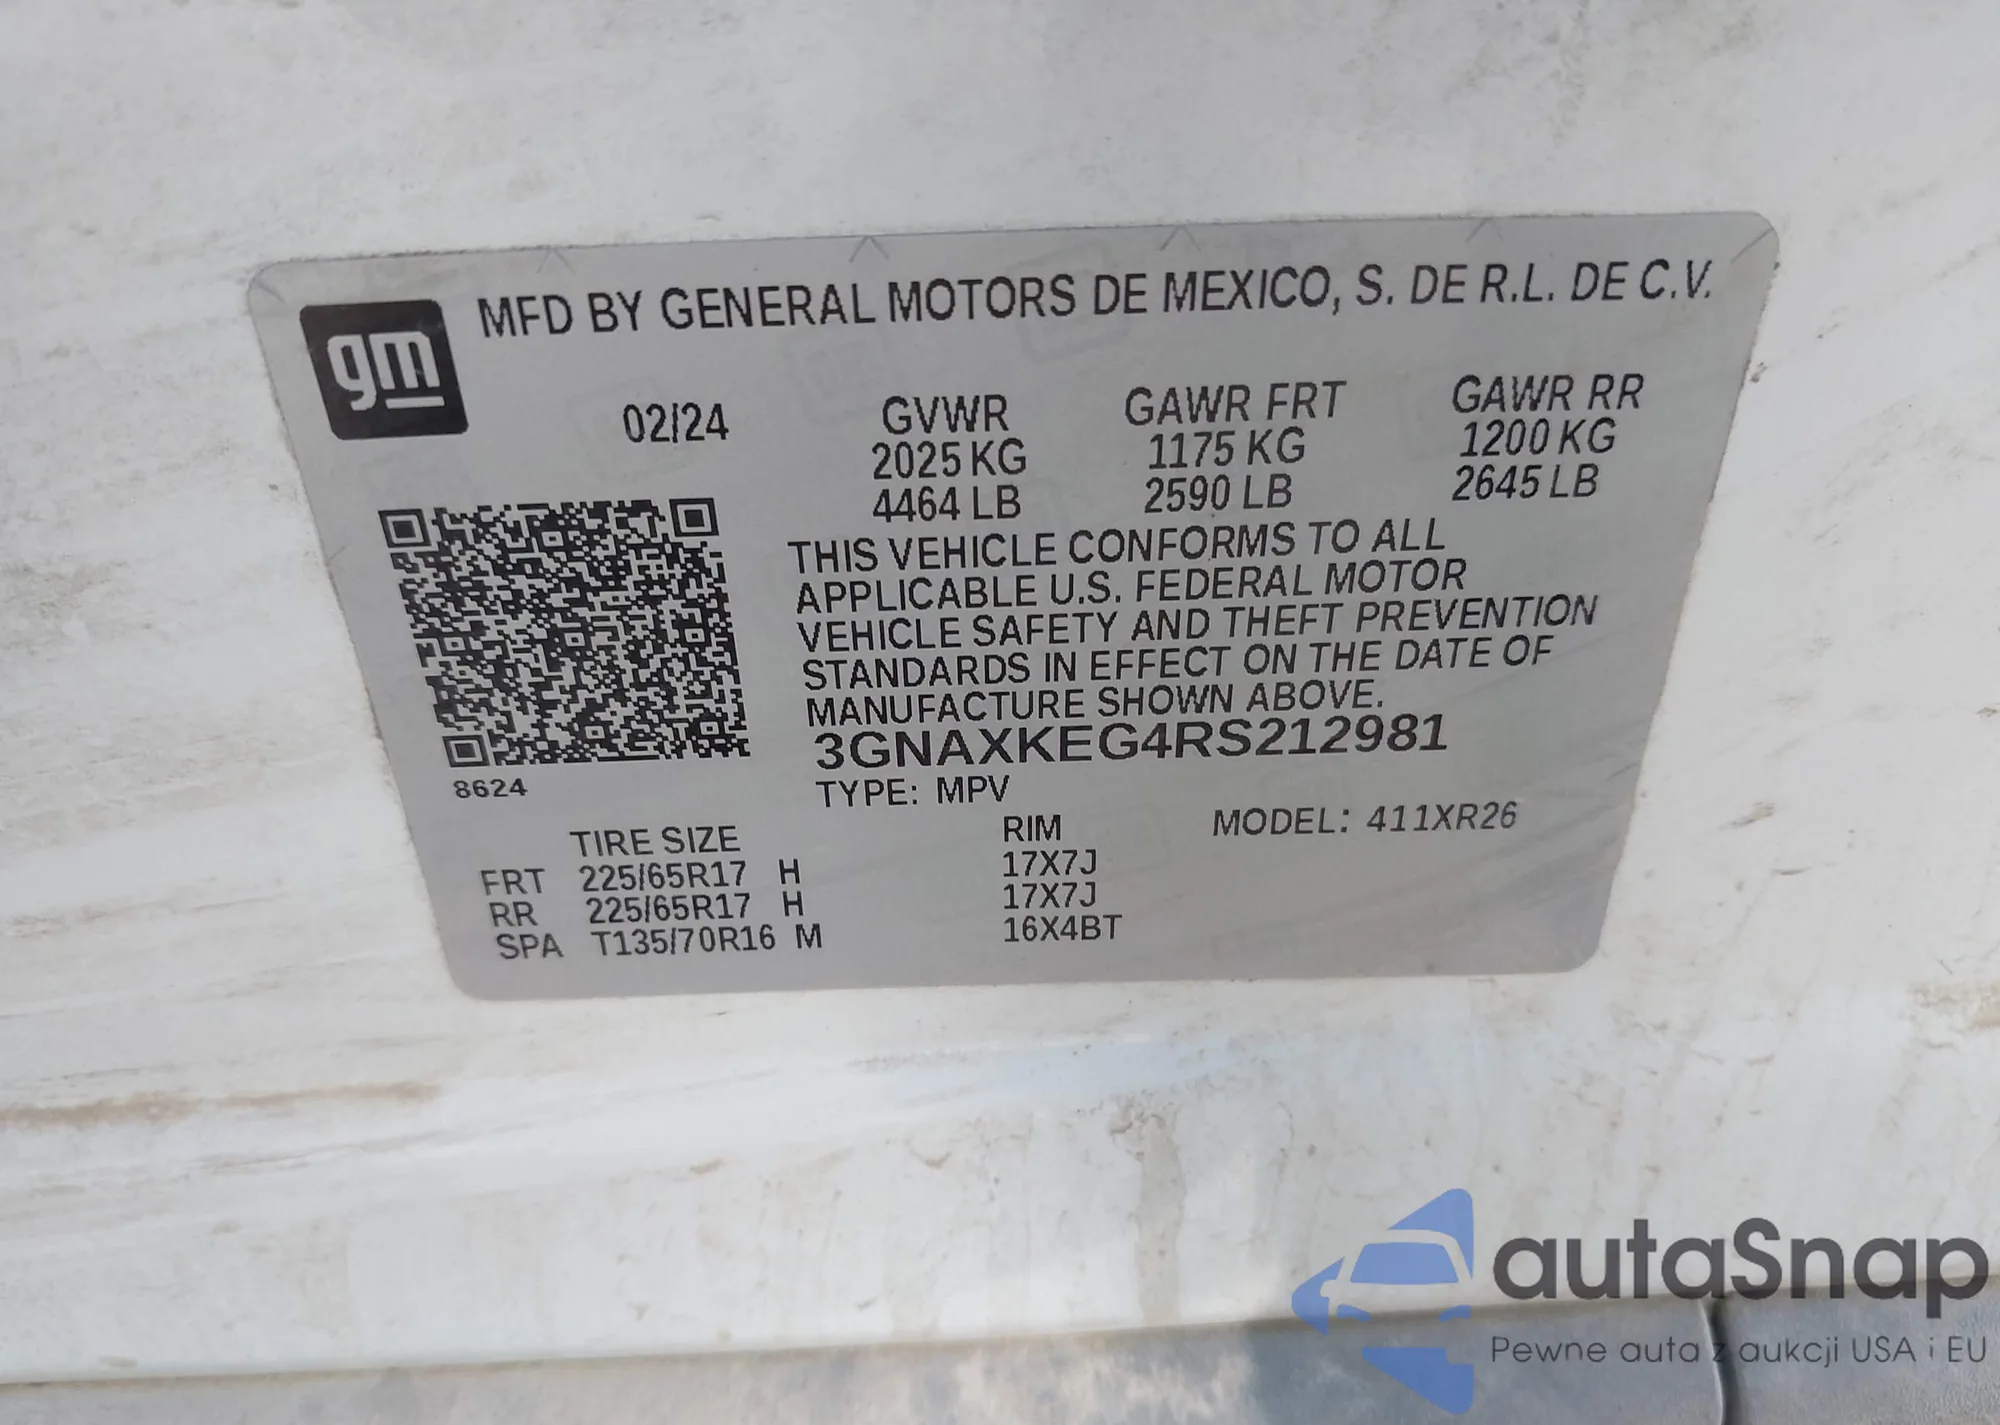 gm
MFD BY GENERAL MOTORS DE MEXICO, S. DE R.L. DE C.V.
02/24 GVWR GAWR FRT GAWR RR
2025 KG 1175 KG 1200 KG
4464 LB 2590 LB 2645 LB
THIS VEHICLE CONFORMS TO ALL
APPLICABLE U.S. FEDERAL MOTOR
VEHICLE SAFETY AND THEFT PREVENTION
STANDARDS IN EFFECT ON THE DATE OF
MANUFACTURE SHOWN ABOVE.
3GNAXKEG4RS212981
8624
TYPE: MPV
TIRE SIZE RIM MODEL: 411XR26
FRT 225/65R17 H 17X7J
RR 225/65R17 H 17X7J
SPA T135/70R16 M 16X4BT
autaSnap
Pewne auta z aukcji USA i EU